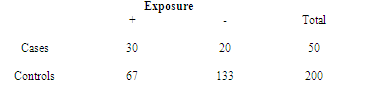 Exposure
+ - Total
Cases 30 20 50
Controls 67 133 200